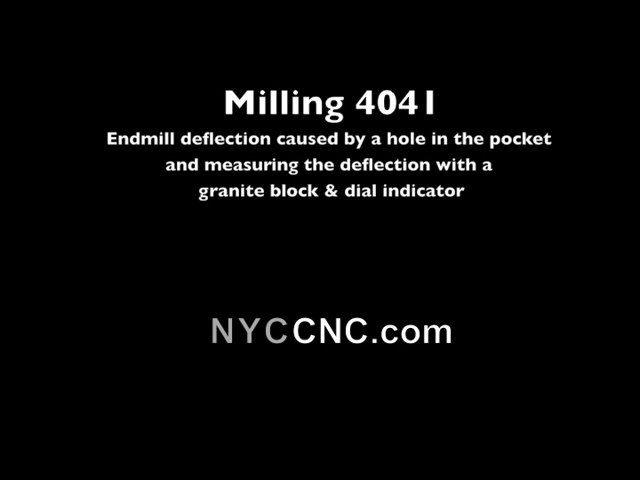 Milling 4041
Endmill deflection caused by a hole in the pocket
and measuring the deflection with a
granite block & dial indicator
NYCCNC.com